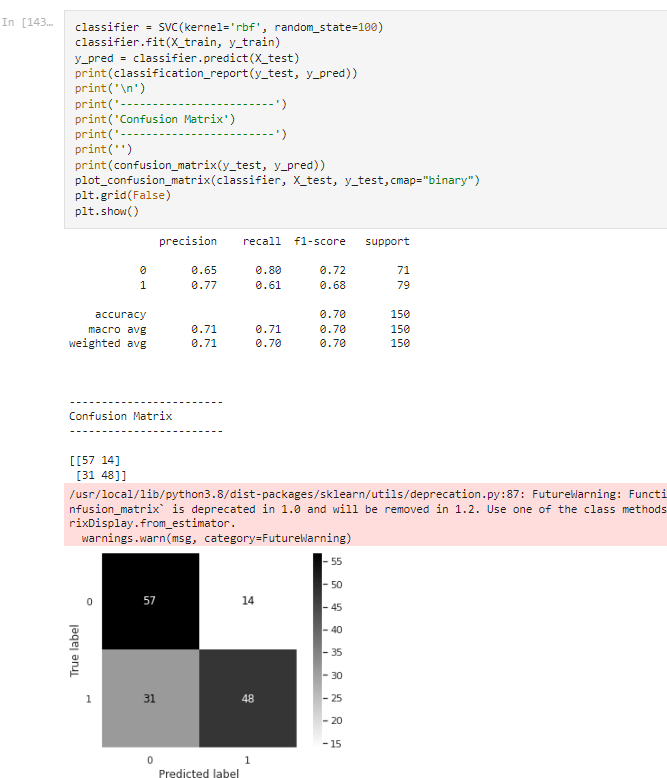 In [143…
classifier = SVC(kernel='rbf', random_state=100)
classifier.fit(X_train, y_train)
y_pred = classifier.predict(X_test)
print(classification_report(y_test, y_pred))
print('\n')
print('------------------------')
print('Confusion Matrix')
print('------------------------')
print('')
print(confusion_matrix(y_test, y_pred))
plot_confusion_matrix(classifier, X_test, y_test,cmap="binary")
plt.grid(False)
plt.show()
precision recall f1-score support
0 0.65 0.80 0.72 71
1 0.77 0.61 0.68 79
accuracy 0.70 150
macro avg 0.71 0.71 0.70 150
weighted avg 0.71 0.70 0.70 150
------------------------
Confusion Matrix
------------------------
[[57 14]
[31 48]]
/usr/local/lib/python3.8/dist-packages/sklearn/utils/deprecation.py:87: FutureWarning: Functi
nfusion_matrix` is deprecated in 1.0 and will be removed in 1.2. Use one of the class methods
rixDisplay.from_estimator.
warnings.warn(msg, category=FutureWarning)
55
50
45
40
35
30
25
20
15
True label
0
1
57 14
31 48
0 1
Predicted label